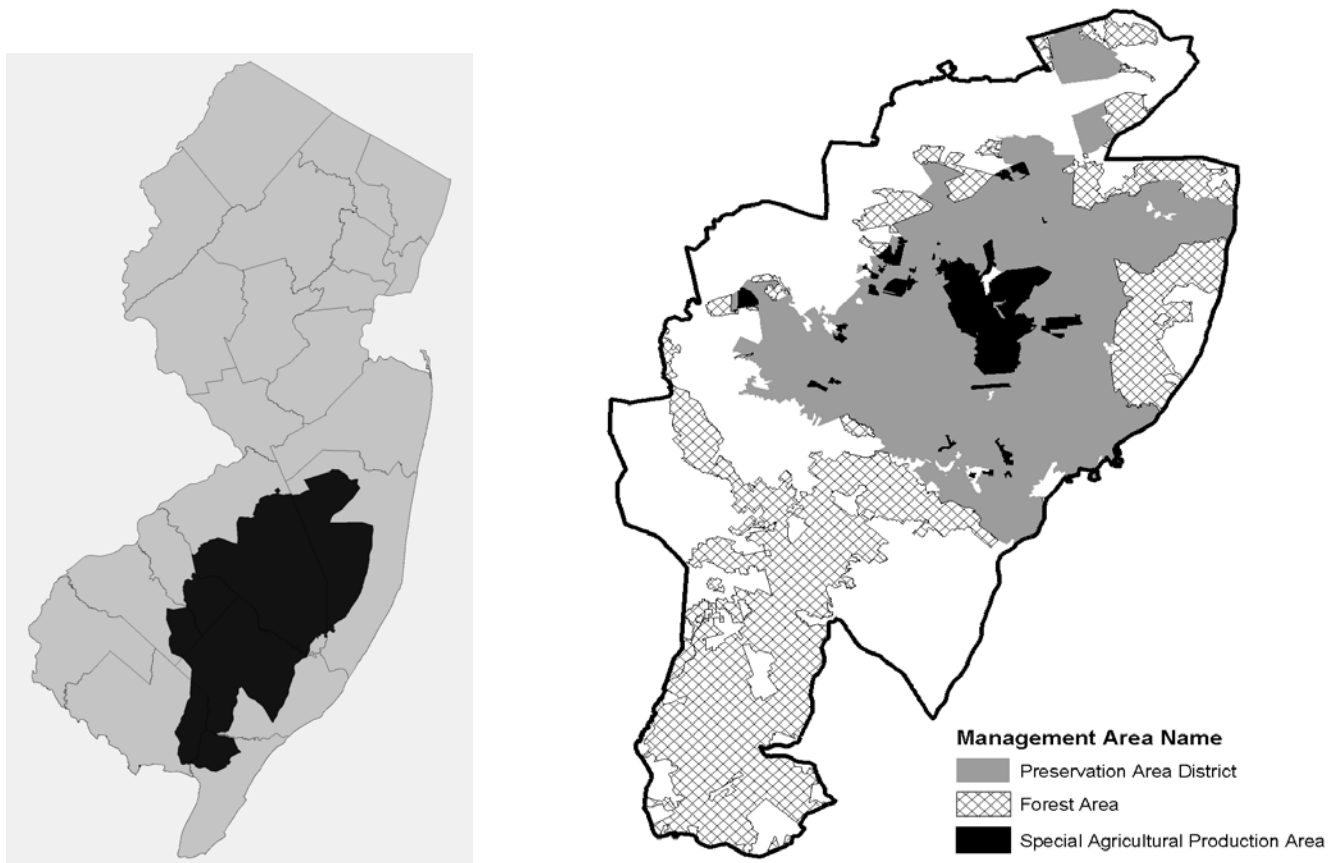 Management Area Name
Preservation Area District
Forest Area
Special Agricultural Production Area